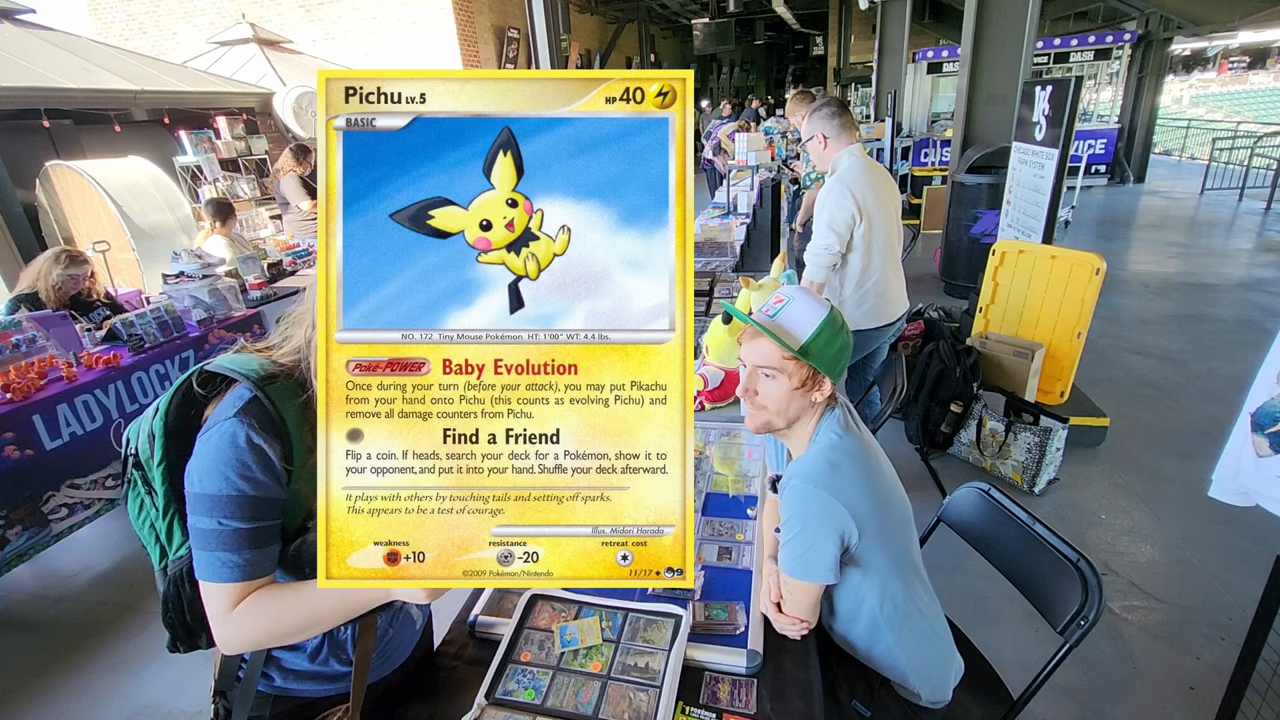 Pichu LV.5
HP 40
BASIC
NO. 172 Tiny Mouse Pokémon HT: 1'00" WT: 4.4 lbs.
Poké-POWER Baby Evolution
Once during your turn (before your attack), you may put Pikachu
from your hand onto Pichu (this counts as evolving Pichu) and
remove all damage counters from Pichu.
Find a Friend
Flip a coin. If heads, search your deck for a Pokémon, show it to
your opponent, and put it into your hand. Shuffle your deck afterward.
It plays with others by touching tails and setting off sparks.
This appears to be a test of courage.
Illus. Midori Harada
weakness
+10
resistance
-20
retreat cost
©2009 Pokémon/Nintendo
11/17
9
LADYLOCKZ
DASH
DASH
CUS
VICE
CHICAGO WHITE SOX
FARM SYSTEM
7